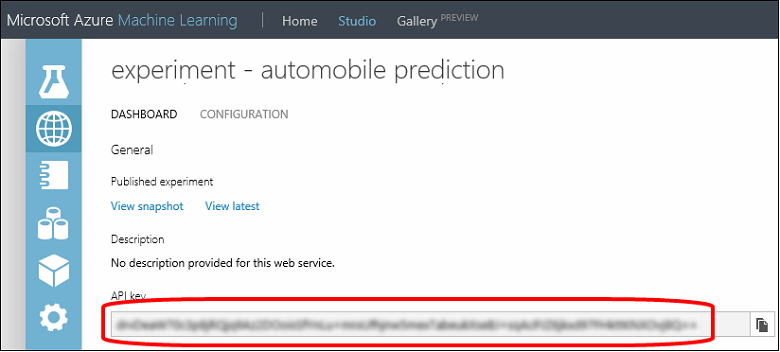 Microsoft Azure Machine Learning | Home Studio Gallery PREVIEW
experiment - automobile prediction
DASHBOARD CONFIGURATION
General
Published experiment
View snapshot View latest
Description
No description provided for this web service.
API key